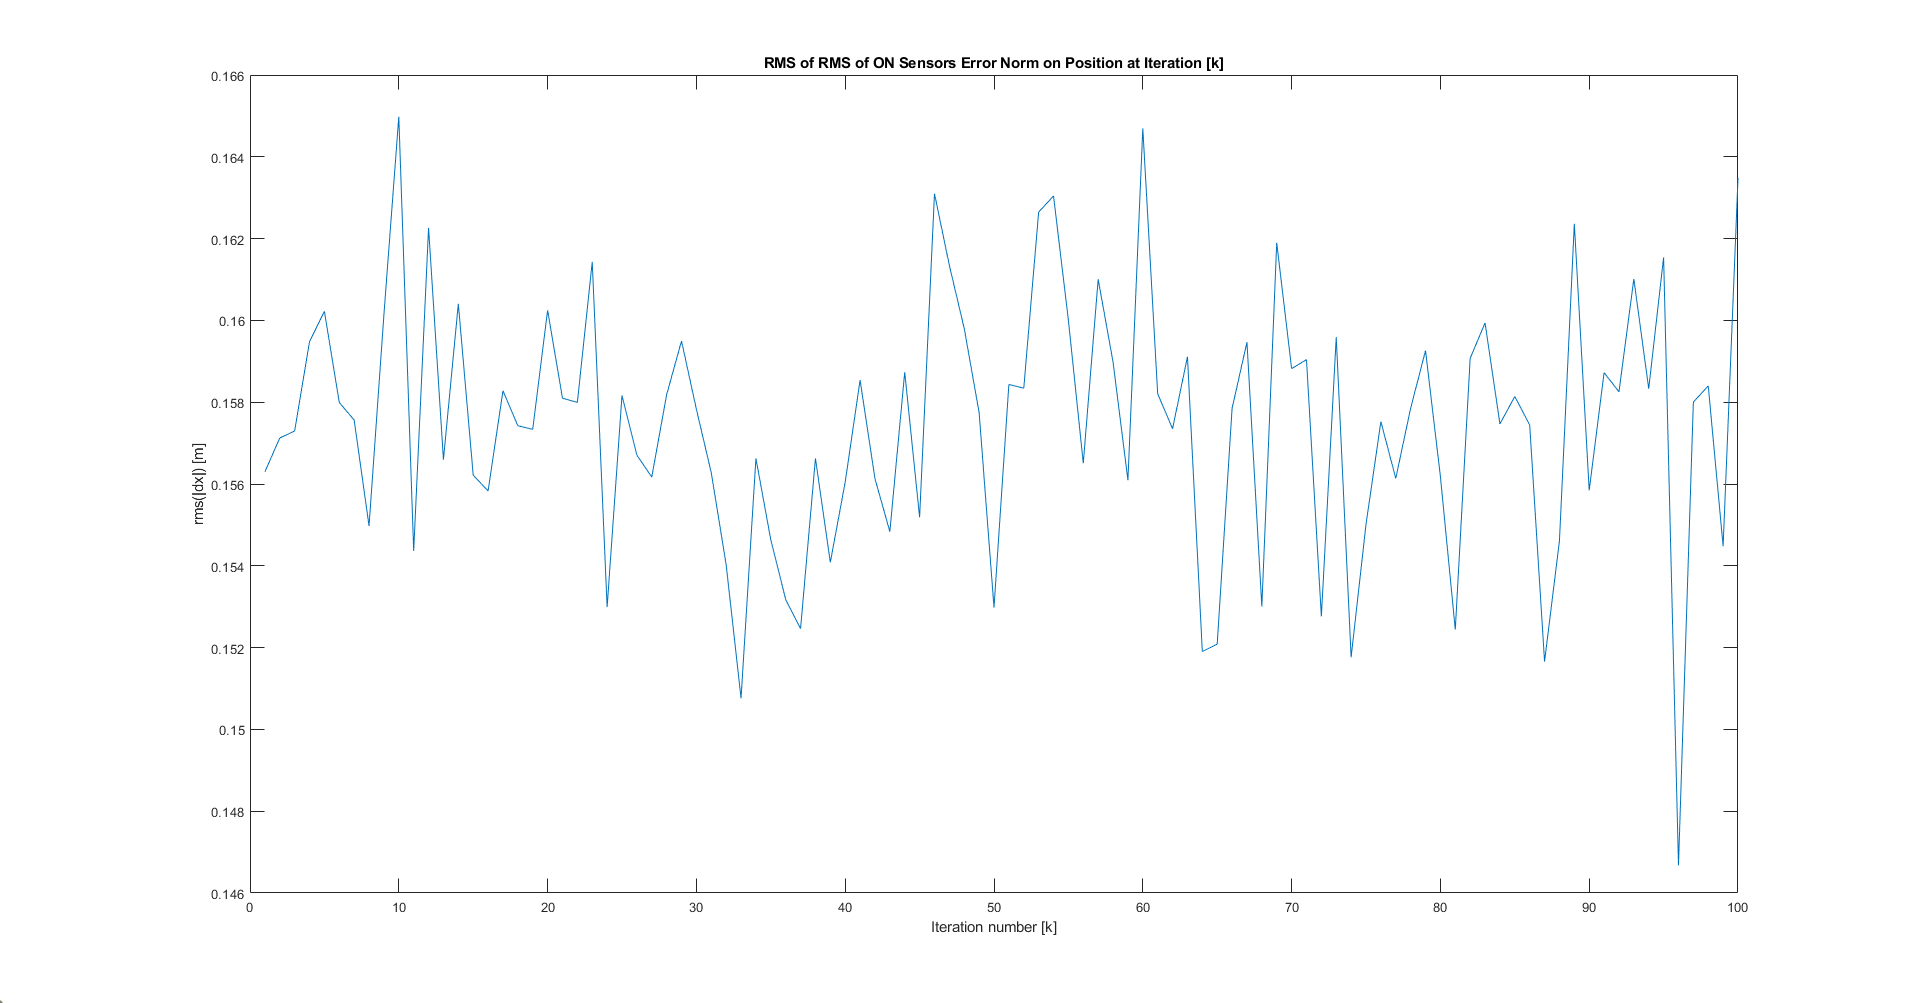 RMS of RMS of ON Sensors Error Norm on Position at Iteration [k]
0.166
0.164
0.162
0.16
0.158
0.156
0.154
0.152
0.15
0.148
0.146
rms(|dx|) [m]
0 10 20 30 40 50 60 70 80 90 100
Iteration number [k]